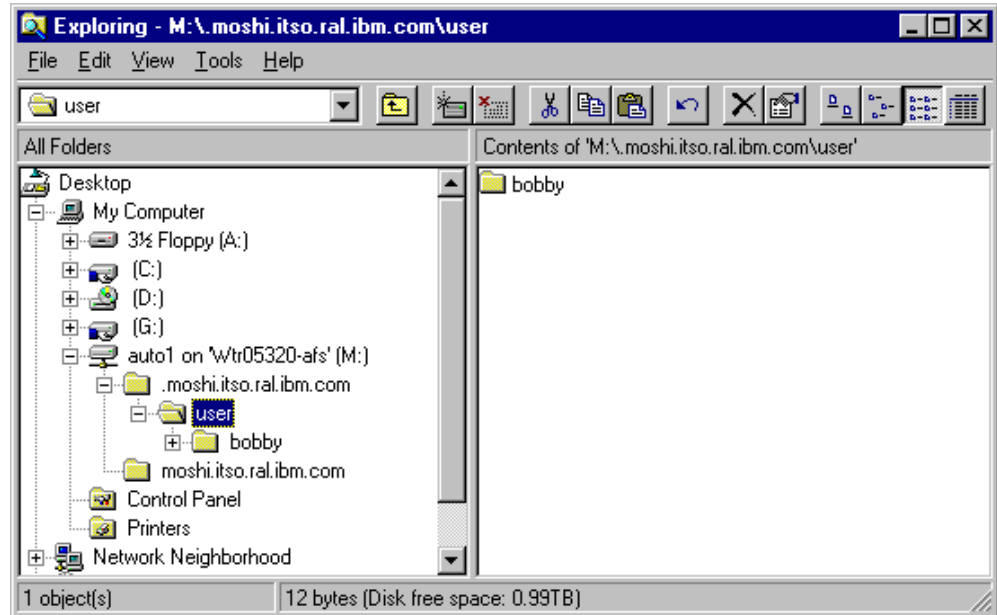 Exploring - M:\.moshi.itso.ral.ibm.com\user
File Edit View Tools Help
user
All Folders
Contents of 'M:\.moshi.itso.ral.ibm.com\user'
Desktop
bobby
My Computer
3½ Floppy (A:)
(C:)
(D:)
(G:)
auto1 on 'Wtr05320-afs' (M:)
.moshi.itso.ral.ibm.com
user
bobby
moshi.itso.ral.ibm.com
Control Panel
Printers
Network Neighborhood
1 object(s)
12 bytes (Disk free space: 0.99TB)